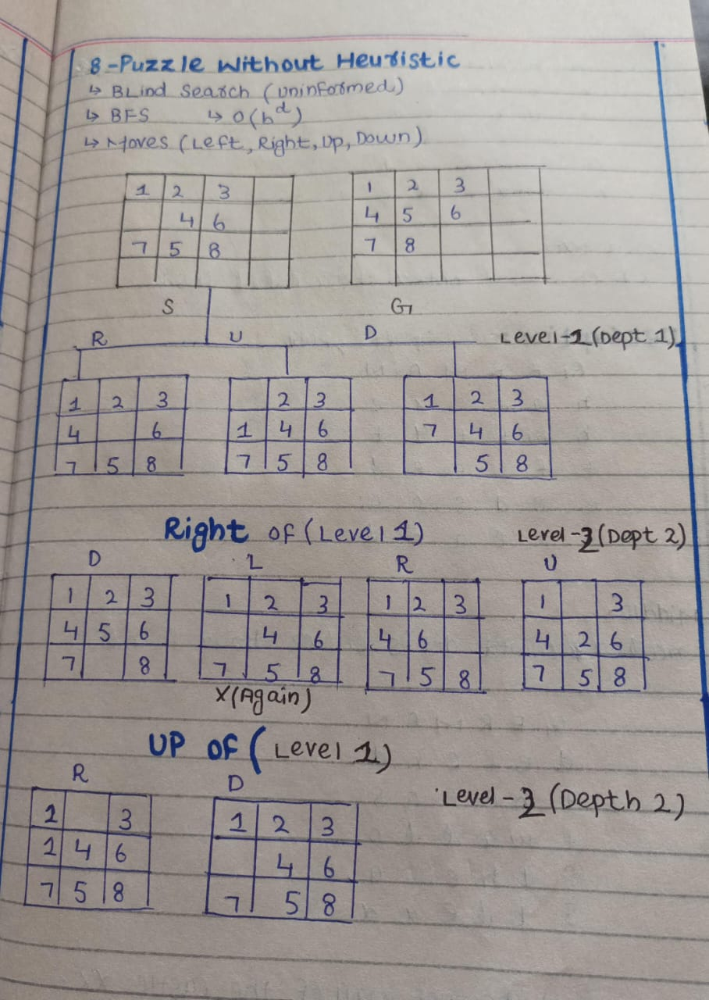 8-Puzzle Without Heuristic
↳ BLind Search (uninformed)
↳ BFS ↳ O(b^d)
↳ Moves (Left, Right, Up, Down)
1 2 3 1 2 3
4 6 4 5 6
7 5 8 7 8
S G
R U D Level-1 (Dept 1)
1 2 3 2 3 1 2 3
4 6 1 4 6 7 4 6
7 5 8 7 5 8 5 8
Right of (Level 1) Level-2 (Dept 2)
D L R U
1 2 3 1 2 3 1 2 3 1 3
4 5 6 4 6 4 6 4 2 6
7 8 7 5 8 7 5 8 7 5 8
X (Again)
UP OF (Level 1)
R D Level-2 (Depth 2)
2 3 1 2 3
1 4 6 4 6
7 5 8 7 5 8